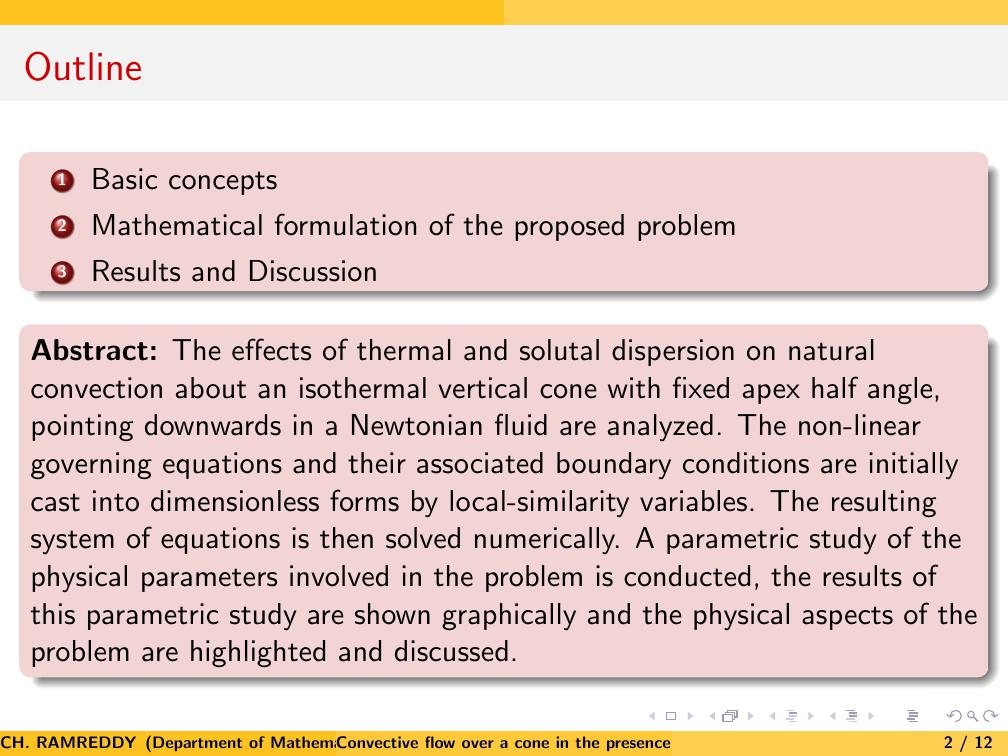 Outline
1 Basic concepts
2 Mathematical formulation of the proposed problem
3 Results and Discussion
Abstract: The effects of thermal and solutal dispersion on natural
convection about an isothermal vertical cone with fixed apex half angle,
pointing downwards in a Newtonian fluid are analyzed. The non-linear
governing equations and their associated boundary conditions are initially
cast into dimensionless forms by local-similarity variables. The resulting
system of equations is then solved numerically. A parametric study of the
physical parameters involved in the problem is conducted, the results of
this parametric study are shown graphically and the physical aspects of the
problem are highlighted and discussed.
CH. RAMREDDY (Department of Mathem Convective flow over a cone in the presence 2 / 12